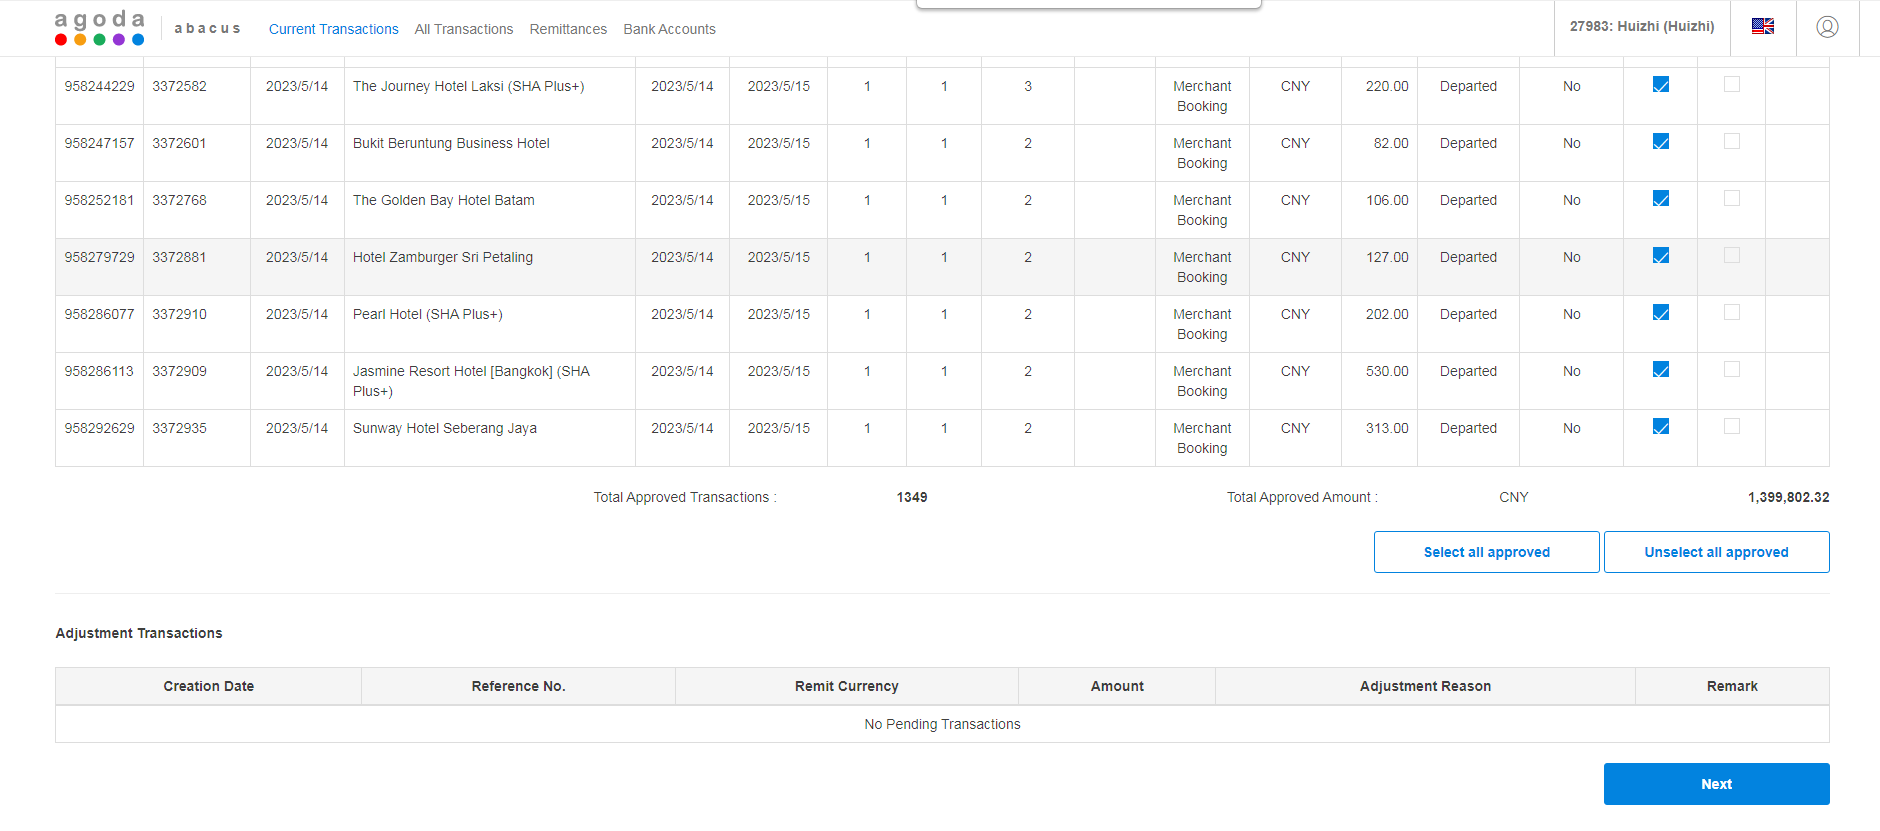 agoda abacus Current Transactions All Transactions Remittances Bank Accounts 27983: Huizhi (Huizhi)
958244229 3372582 2023/5/14 The Journey Hotel Laksi (SHA Plus+) 2023/5/14 2023/5/15 1 1 3 Merchant CNY 220.00 Departed No
Booking
958247157 3372601 2023/5/14 Bukit Beruntung Business Hotel 2023/5/14 2023/5/15 1 1 2 Merchant CNY 82.00 Departed No
Booking
958252181 3372768 2023/5/14 The Golden Bay Hotel Batam 2023/5/14 2023/5/15 1 1 2 Merchant CNY 106.00 Departed No
Booking
958279729 3372881 2023/5/14 Hotel Zamburger Sri Petaling 2023/5/14 2023/5/15 1 1 2 Merchant CNY 127.00 Departed No
Booking
958286077 3372910 2023/5/14 Pearl Hotel (SHA Plus+) 2023/5/14 2023/5/15 1 1 2 Merchant CNY 202.00 Departed No
Booking
958286113 3372909 2023/5/14 Jasmine Resort Hotel [Bangkok] (SHA 2023/5/14 2023/5/15 1 1 2 Merchant CNY 530.00 Departed No
Plus+) Booking
958292629 3372935 2023/5/14 Sunway Hotel Seberang Jaya 2023/5/14 2023/5/15 1 1 2 Merchant CNY 313.00 Departed No
Booking
Total Approved Transactions : 1349 Total Approved Amount : CNY 1,399,802.32
Select all approved Unselect all approved
Adjustment Transactions
Creation Date Reference No. Remit Currency Amount Adjustment Reason Remark
No Pending Transactions
Next